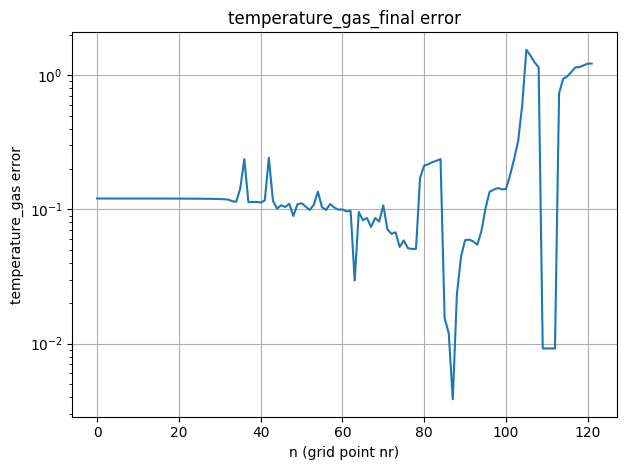 temperature_gas_final error
temperature_gas error
10^0
10^-1
10^-2
0 20 40 60 80 100 120
n (grid point nr)